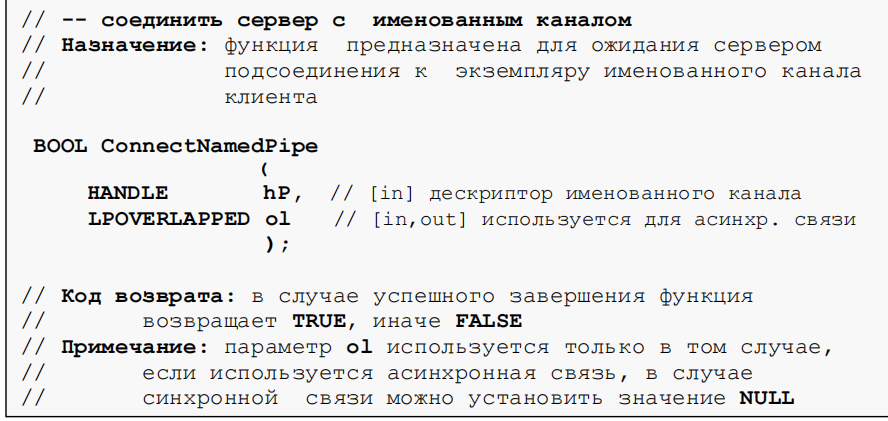 // -- соединить сервер с именованным каналом
// Назначение: функция предназначена для ожидания сервером
// подсоединения к экземпляру именованного канала
// клиента
BOOL ConnectNamedPipe
(
HANDLE hP, // [in] дескриптор именованного канала
LPOVERLAPPED ol // [in,out] используется для асинхр. связи
);
// Код возврата: в случае успешного завершения функция
// возвращает TRUE, иначе FALSE
// Примечание: параметр ol используется только в том случае,
// если используется асинхронная связь, в случае
// синхронной связи можно установить значение NULL